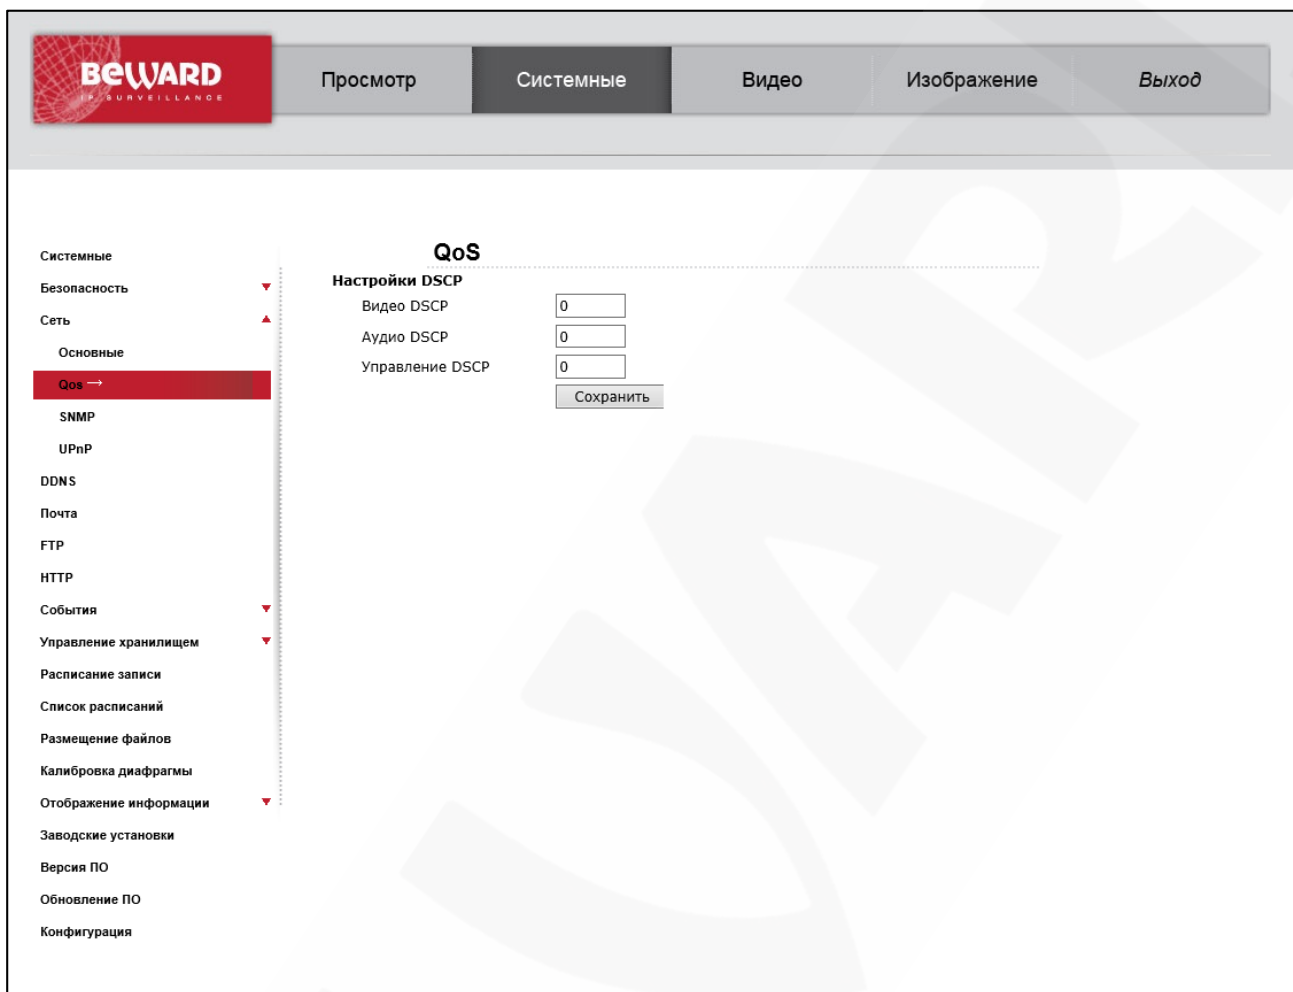 BEWARD
IP SURVEILLANCE
Просмотр
Системные
Видео
Изображение
Выход
Системные
Безопасность
Сеть
Основные
Qos →
SNMP
UPnP
DDNS
Почта
FTP
HTTP
События
Управление хранилищем
Расписание записи
Список расписаний
Размещение файлов
Калибровка диафрагмы
Отображение информации
Заводские установки
Версия ПО
Обновление ПО
Конфигурация
QoS
Настройки DSCP
Видео DSCP 0
Аудио DSCP 0
Управление DSCP 0
Сохранить